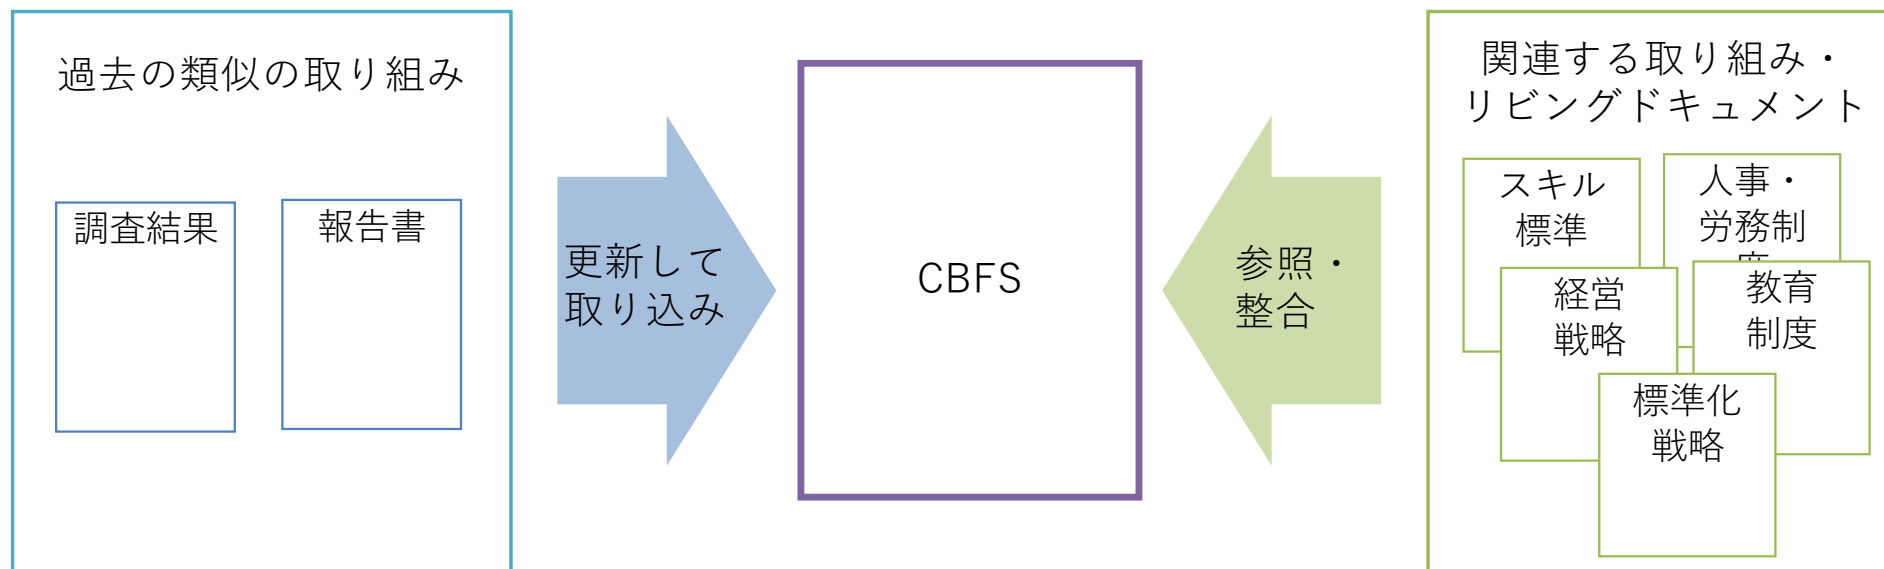 過去の類似の取り組み
調査結果
報告書
更新して
取り込み
CBFS
参照・
整合
関連する取り組み・
リビングドキュメント
スキル
標準
人事・
労務制
度
経営
戦略
教育
制度
標準化
戦略